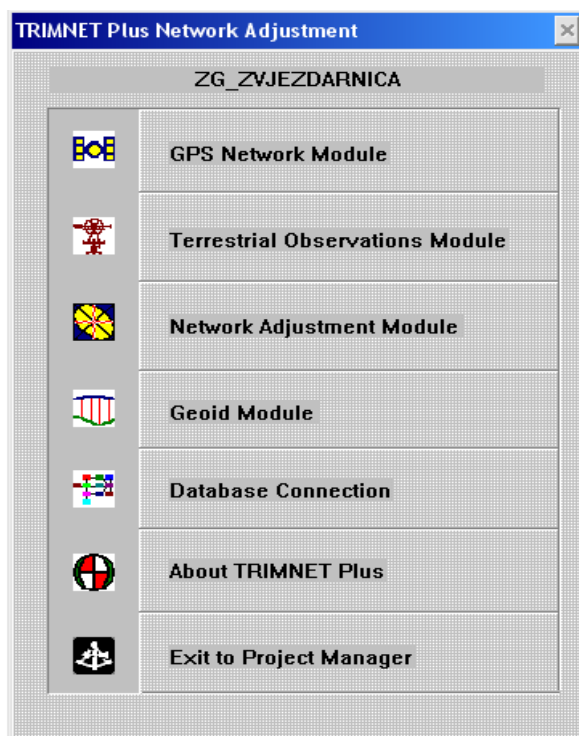 TRIMNET Plus Network Adjustment
ZG_ZVJEZDARNICA
GPS Network Module
Terrestrial Observations Module
Network Adjustment Module
Geoid Module
Database Connection
About TRIMNET Plus
Exit to Project Manager